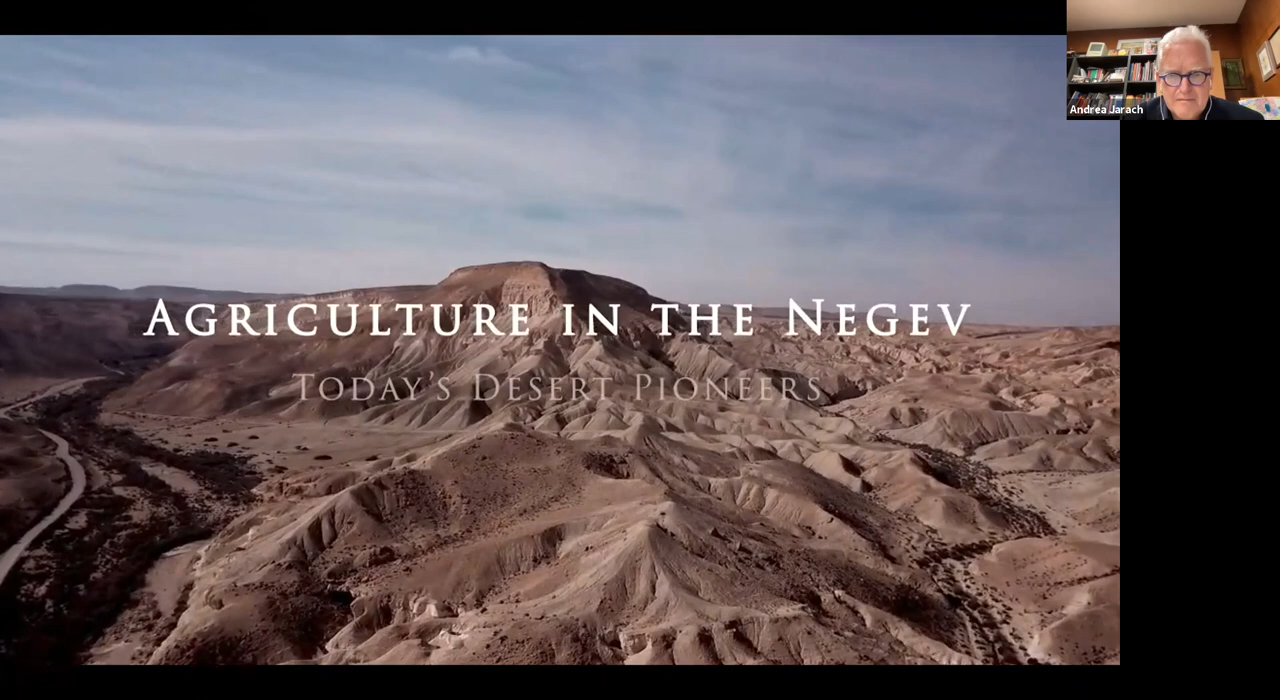 Andrea Jarach
Agriculture in the Negev
Today's Desert Pioneers